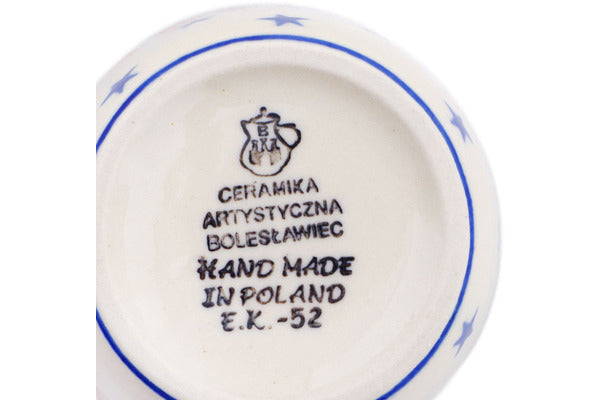 B
CERAMIKA
ARTYSTYCZNA
BOLESŁAWIEC
HAND MADE
IN POLAND
E.K. -52